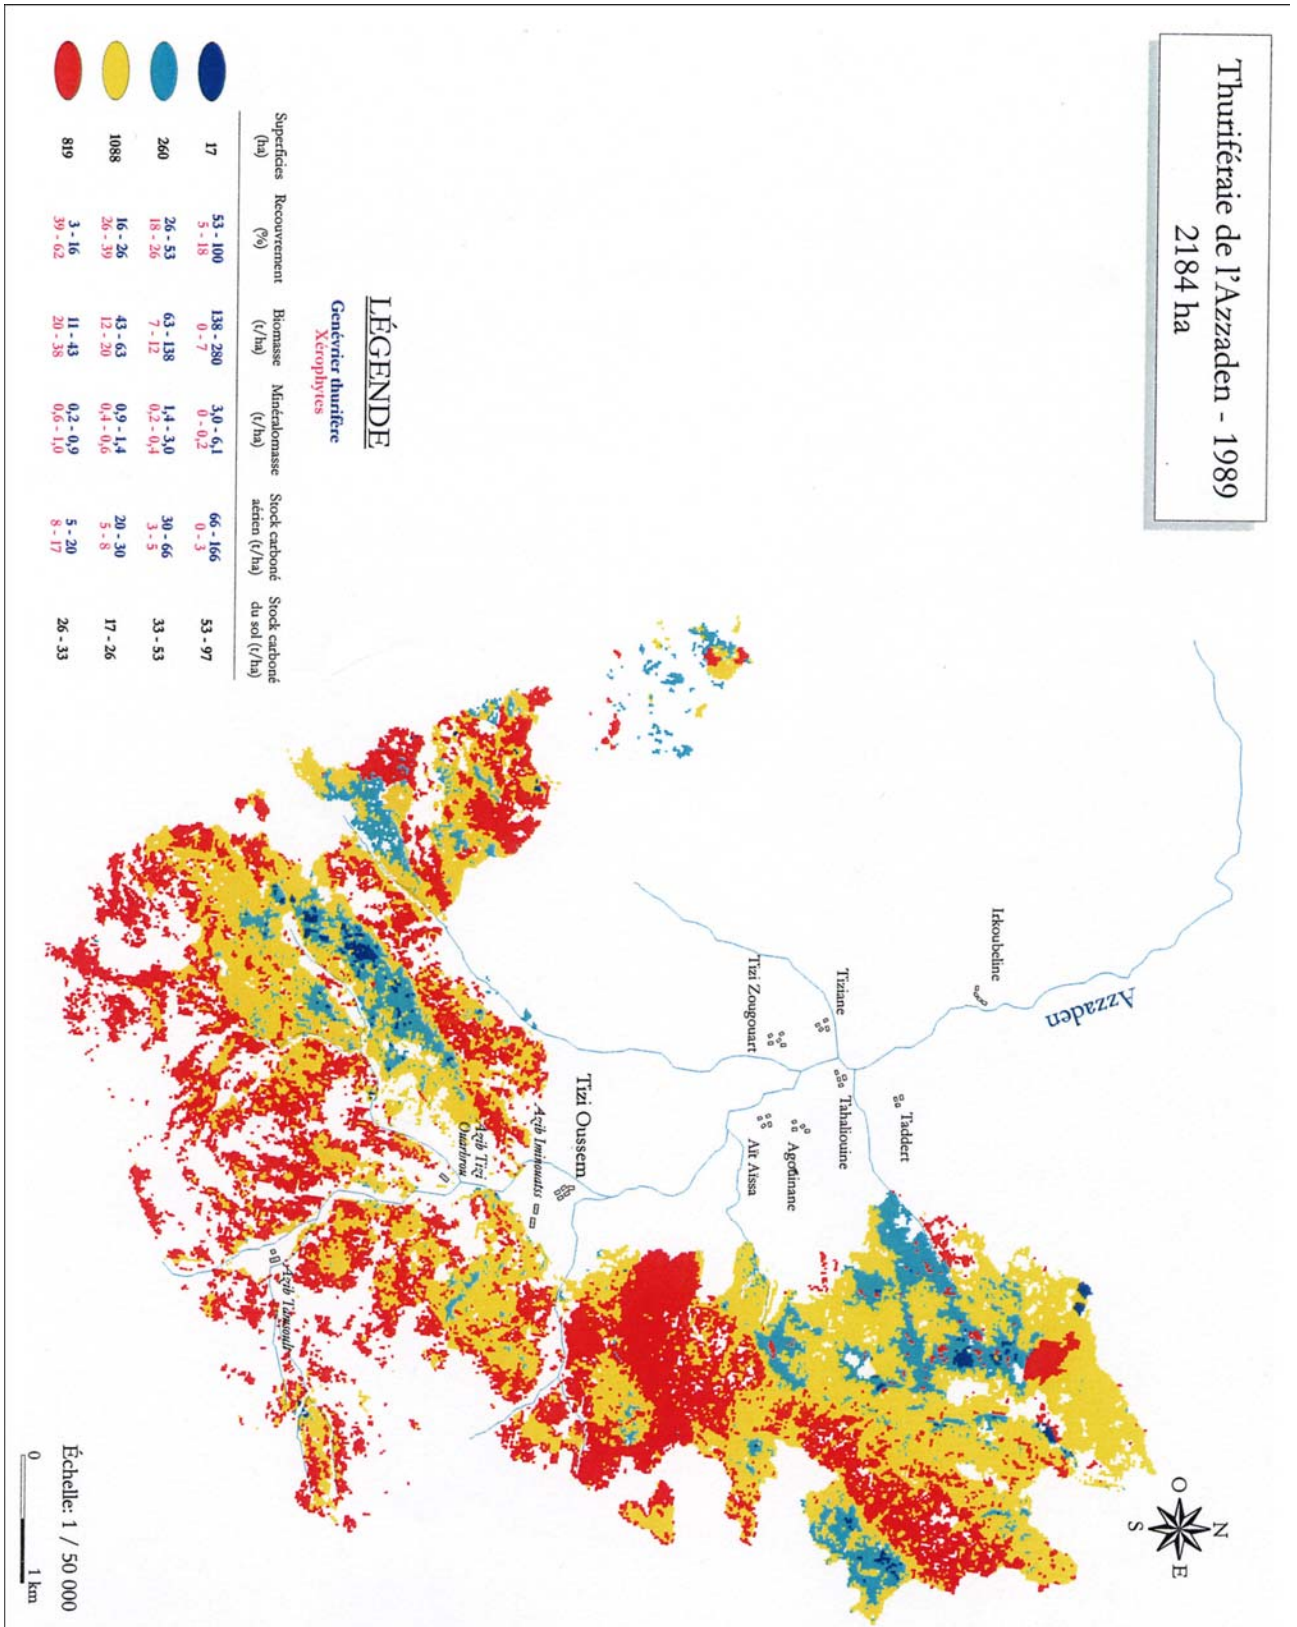 Thuriféraie de l'Azzaden - 1989
2184 ha
N
O
E
S
Azzaden
Irkoubeline
Taddert
Tiziane
Tahaliouine
Tizi Zougouart
Agouinane
Aït Aïssa
Tizi Oussem
Azib Iminouatss
Azib Tizi
Ouarbrou
Azib Tamsoult
LÉGENDE
Genévrier thurifère
Xérophytes
Superficies Recouvrement Biomasse Minéralomasse Stock carboné Stock carboné
(ha) (%) (t/ha) (t/ha) aérien (t/ha) du sol (t/ha)
17 53 - 100 138 - 280 3,0 - 6,1 66 - 166 53 - 97
5 - 18 0 - 7 0 - 0,2 0 - 3
260 26 - 53 63 - 138 1,4 - 3,0 30 - 66 33 - 53
18 - 26 7 - 12 0,2 - 0,4 3 - 5
1088 16 - 26 43 - 63 0,9 - 1,4 20 - 30 17 - 26
26 - 39 12 - 20 0,4 - 0,6 5 - 8
819 3 - 16 11 - 43 0,2 - 0,9 5 - 20 26 - 33
39 - 62 20 - 38 0,6 - 1,0 8 - 17
Échelle: 1 / 50 000
0 1 km